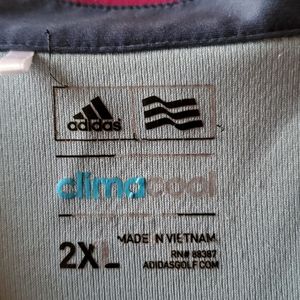 adidas
climacool
2XL
MADE IN VIETNAM
RN# 88387
ADIDASGOLF.COM